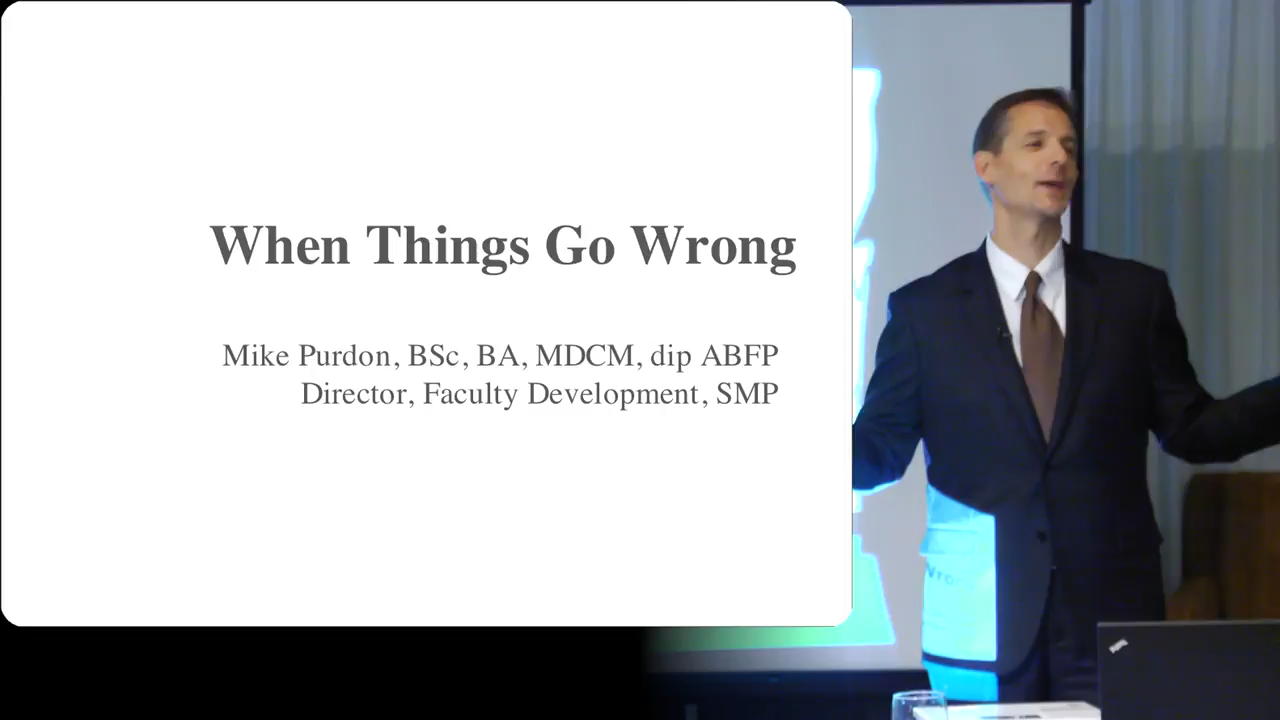 When Things Go Wrong
Mike Purdon, BSc, BA, MDCM, dip ABFP
Director, Faculty Development, SMP